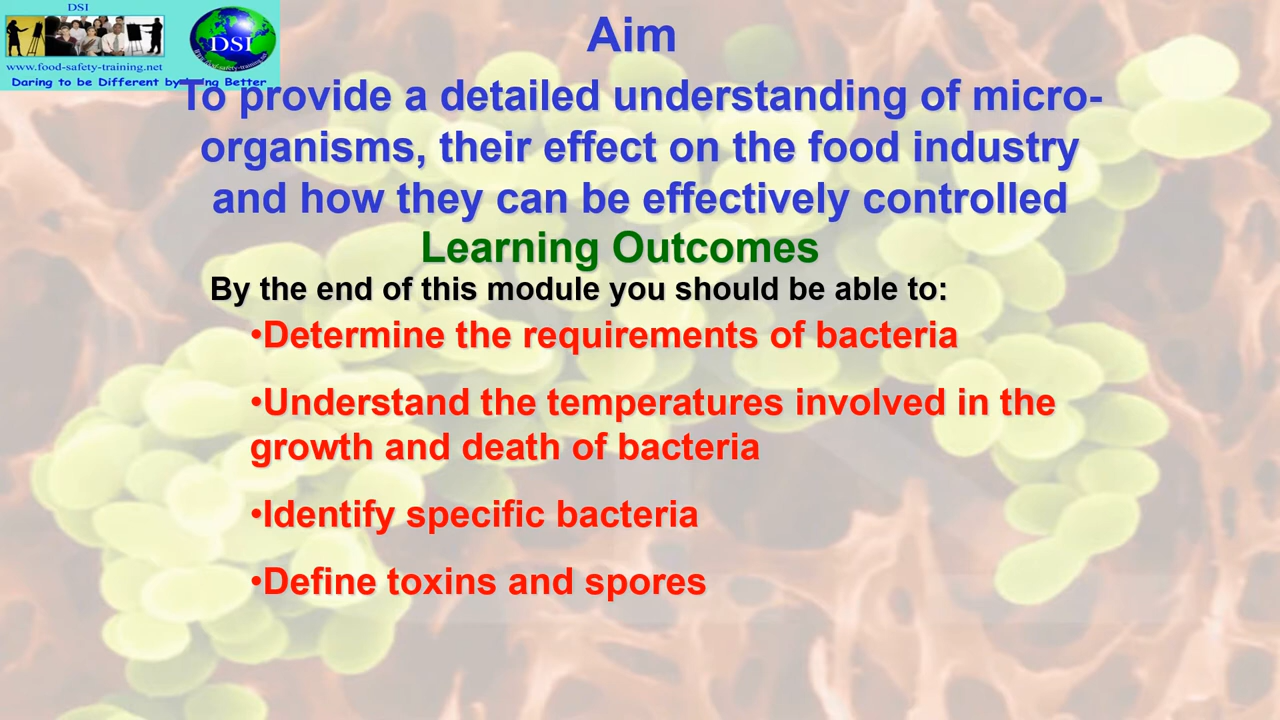 DSI
DSI
www.food-safety-training.net
Daring to be Different by Being Better
Aim
To provide a detailed understanding of micro-
organisms, their effect on the food industry
and how they can be effectively controlled
Learning Outcomes
By the end of this module you should be able to:
•Determine the requirements of bacteria
•Understand the temperatures involved in the
growth and death of bacteria
•Identify specific bacteria
•Define toxins and spores